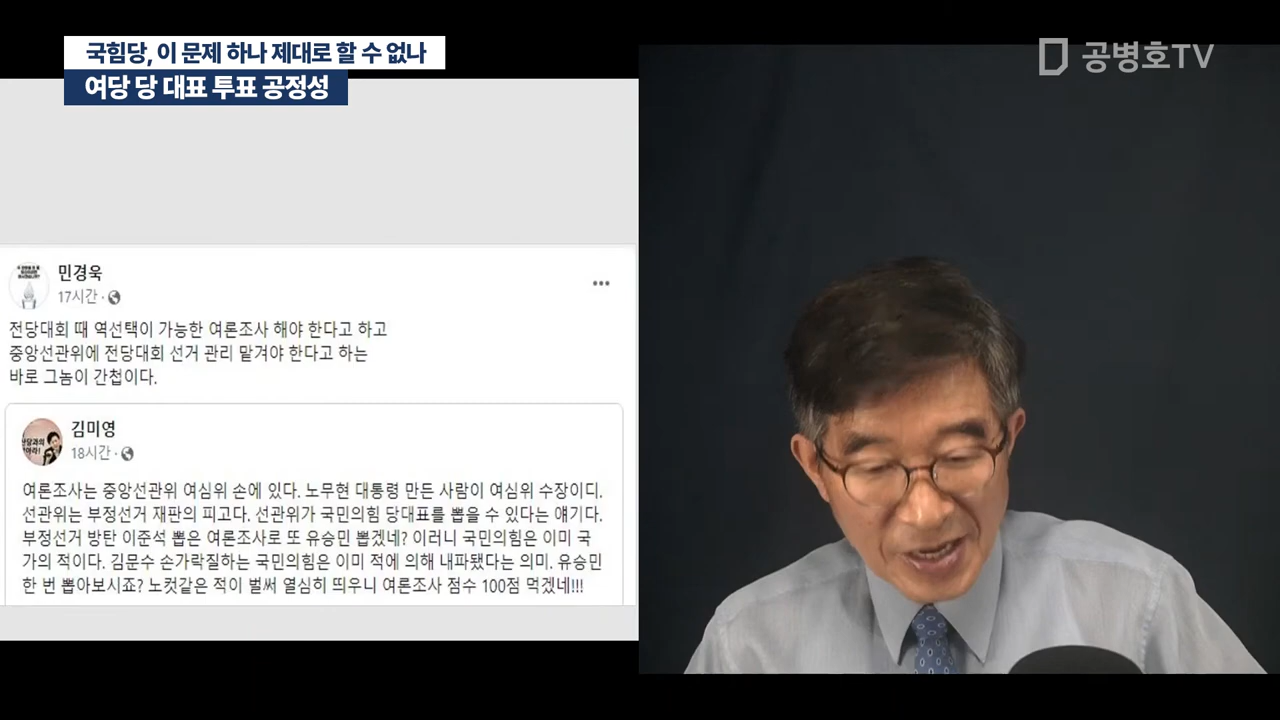 국힘당, 이 문제 하나 제대로 할 수 없나
여당 당 대표 투표 공정성
공병호TV
민경욱
17시간 ·
전당대회 때 역선택이 가능한 여론조사 해야 한다고 하고
중앙선관위에 전당대회 선거 관리 맡겨야 한다고 하는
바로 그놈이 간첩이다.
김미영
18시간 ·
여론조사는 중앙선관위 여심위 손에 있다. 노무현 대통령 만든 사람이 여심위 수장이디.
선관위는 부정선거 재판의 피고다. 선관위가 국민의힘 당대표를 뽑을 수 있다는 얘기다.
부정선거 방탄 이준석 뽑은 여론조사로 또 유승민 뽑겠네? 이러니 국민의힘은 이미 국
가의 적이다. 김문수 손가락질하는 국민의힘은 이미 적에 의해 내파됐다는 의미. 유승민
한 번 뽑아보시죠? 노컷같은 적이 벌써 열심히 띄우니 여론조사 점수 100점 먹겠네!!!